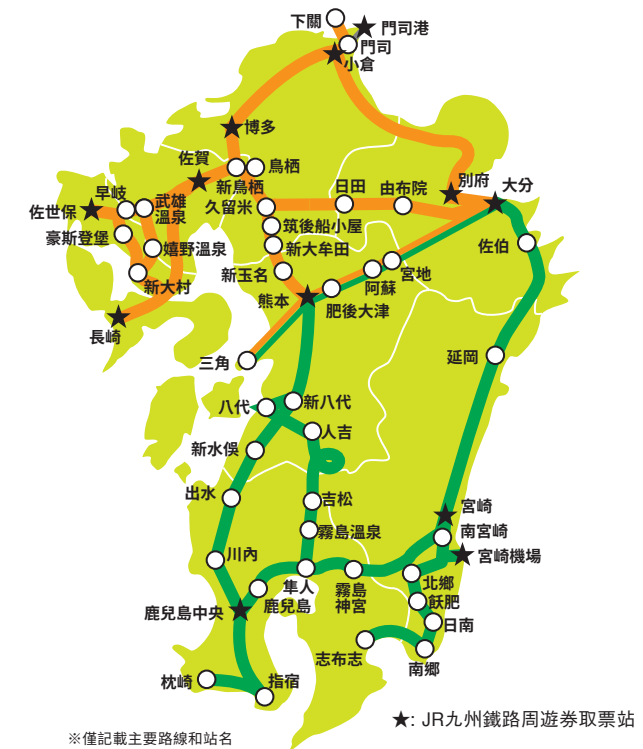 下關
門司港
門司
小倉
博多
佐賀
鳥栖
新鳥栖
早岐
武雄
溫泉
久留米
日田
由布院
別府
大分
佐世保
豪斯登堡
筑後船小屋
嬉野溫泉
新大牟田
佐伯
新玉名
宮地
新大村
阿蘇
熊本
肥後大津
長崎
三角
延岡
八代
新八代
人吉
新水俁
出水
吉松
宮崎
霧島溫泉
南宮崎
川內
宮崎機場
隼人
霧島
神宮
北鄉
鹿兒島
鹿兒島中央
飫肥
日南
志布志
南鄉
枕崎
指宿
★: JR九州鐵路周遊券取票站
※僅記載主要路線和站名